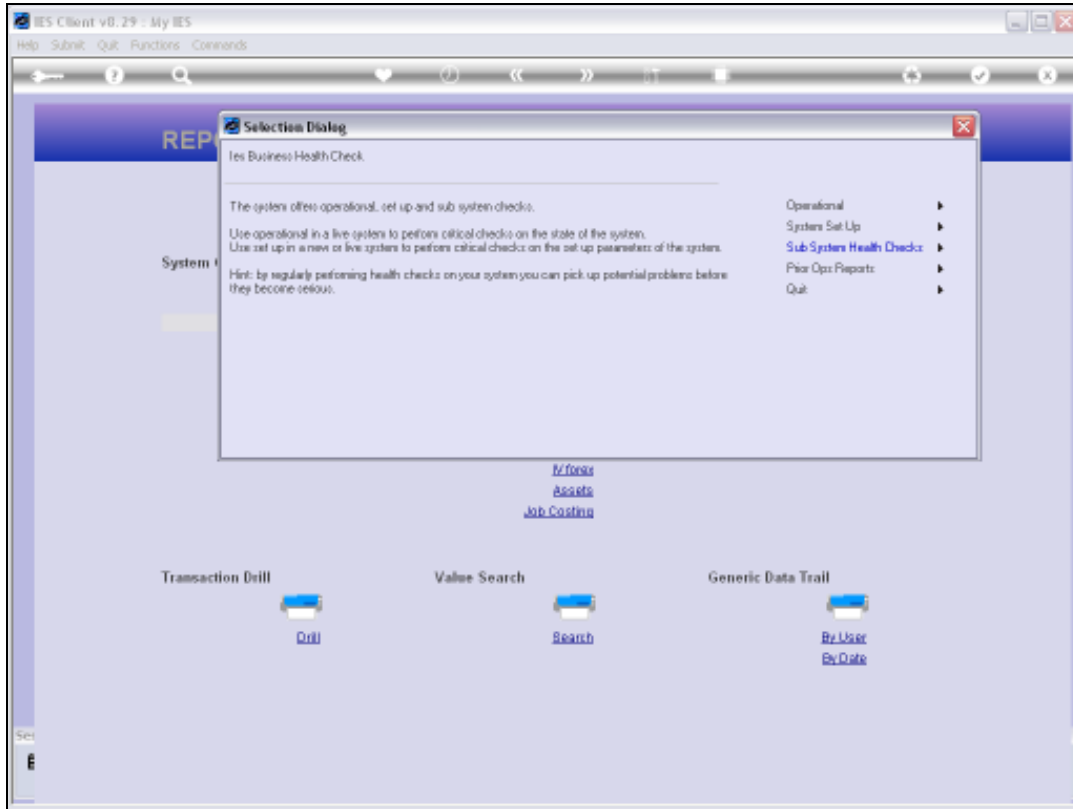 IES Client v8.29 : My IES
Help Submit Quit Functions Commands
REP
Selection Dialog
Ies Business Health Check.
The system offers operational, set up and sub system checks.
Use operational in a live system to perform critical checks on the state of the system.
Use set up in a new or live system to perform critical checks on the set up parameters of the system.
Hint: by regularly performing health checks on your system you can pick up potential problems before
they become serious.
Operational
System Set Up
Sub System Health Checks
Prior Ops Reports
Quit
System
IV forex
Assets
Job Costing
Transaction Drill Value Search Generic Data Trail
Drill Search By User
By Date